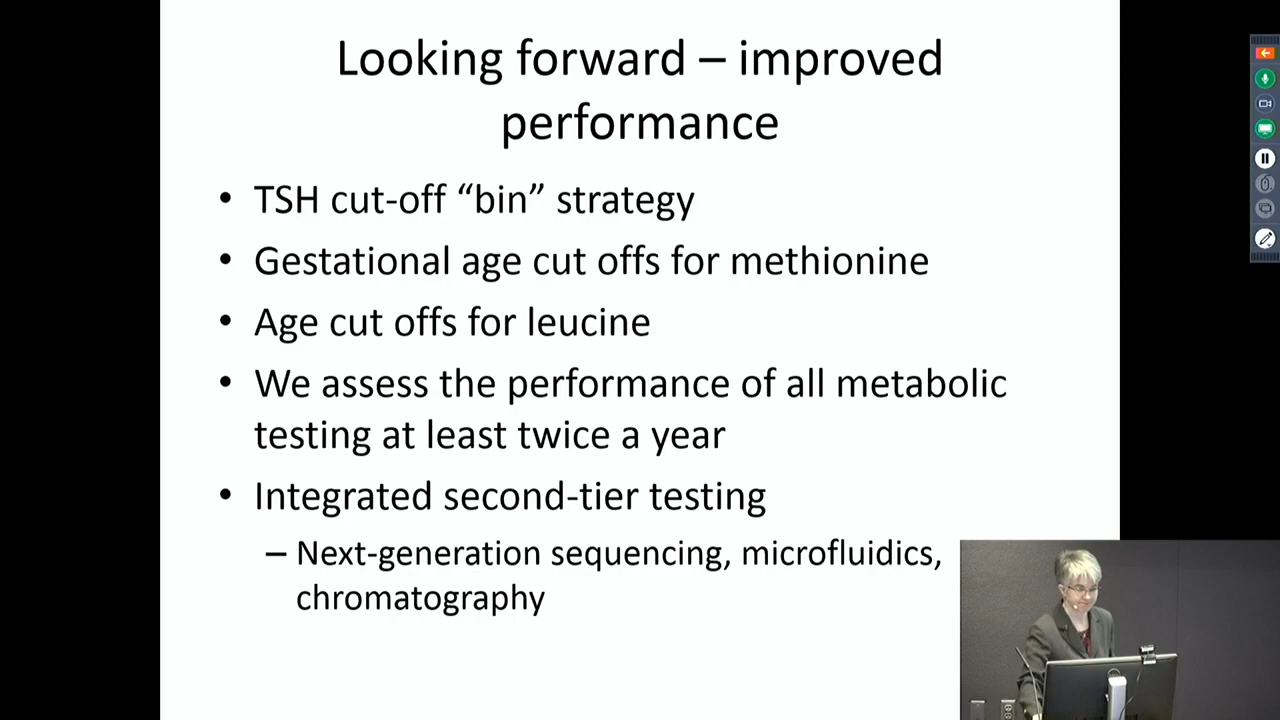 Looking forward – improved
performance
• TSH cut-off “bin” strategy
• Gestational age cut offs for methionine
• Age cut offs for leucine
• We assess the performance of all metabolic
testing at least twice a year
• Integrated second-tier testing
– Next-generation sequencing, microfluidics,
chromatography